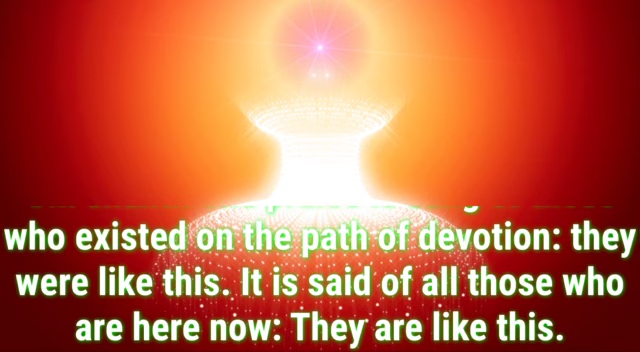 who existed on the path of devotion: they
were like this. It is said of all those who
are here now: They are like this.